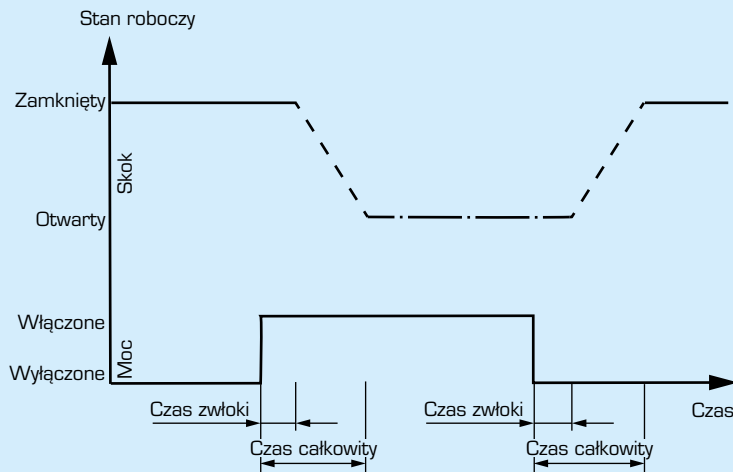 Stan roboczy
Zamknięty
Skok
Otwarty
Włączone
Moc
Wyłączone
Czas zwłoki
Czas zwłoki
Czas
Czas całkowity
Czas całkowity